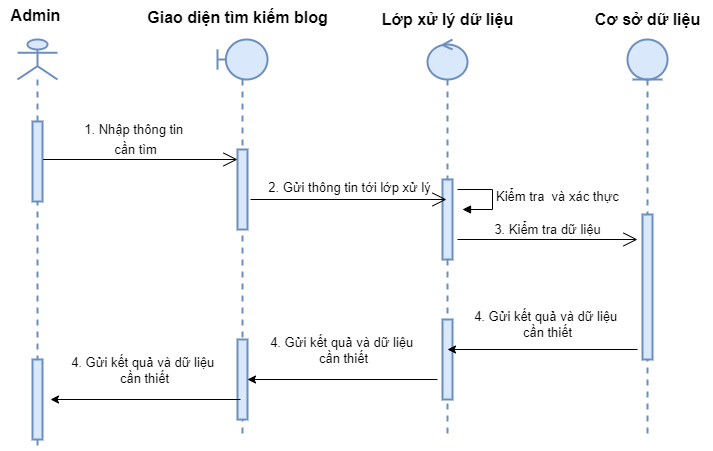 Admin
Giao diện tìm kiếm blog
Lớp xử lý dữ liệu
Cơ sở dữ liệu
1. Nhập thông tin
cần tìm
2. Gửi thông tin tới lớp xử lý
Kiểm tra và xác thực
3. Kiểm tra dữ liệu
4. Gửi kết quả và dữ liệu
cần thiết
4. Gửi kết quả và dữ liệu
cần thiết
4. Gửi kết quả và dữ liệu
cần thiết